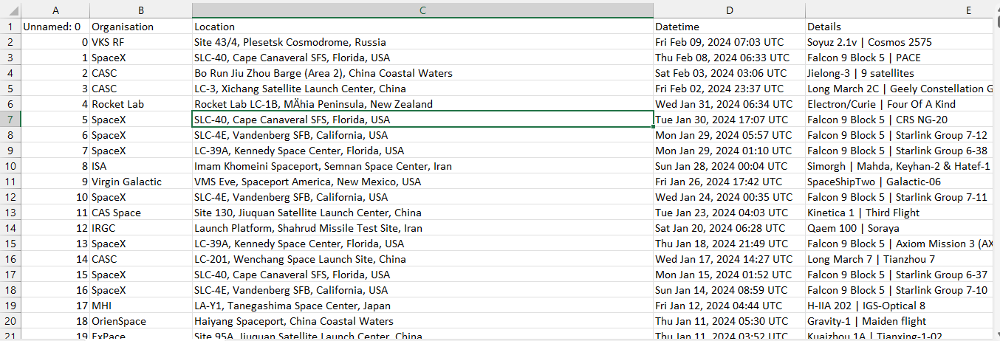 A B C D E
1 Unnamed: 0 Organisation Location Datetime Details
2 0 VKS RF Site 43/4, Plesetsk Cosmodrome, Russia Fri Feb 09, 2024 07:03 UTC Soyuz 2.1v | Cosmos 2575
3 1 SpaceX SLC-40, Cape Canaveral SFS, Florida, USA Thu Feb 08, 2024 06:33 UTC Falcon 9 Block 5 | PACE
4 2 CASC Bo Run Jiu Zhou Barge (Area 2), China Coastal Waters Sat Feb 03, 2024 03:06 UTC Jielong-3 | 9 satellites
5 3 CASC LC-3, Xichang Satellite Launch Center, China Fri Feb 02, 2024 23:37 UTC Long March 2C | Geely Constellation G
6 4 Rocket Lab Rocket Lab LC-1B, MÄhia Peninsula, New Zealand Wed Jan 31, 2024 06:34 UTC Electron/Curie | Four Of A Kind
7 5 SpaceX SLC-40, Cape Canaveral SFS, Florida, USA Tue Jan 30, 2024 17:07 UTC Falcon 9 Block 5 | CRS NG-20
8 6 SpaceX SLC-4E, Vandenberg SFB, California, USA Mon Jan 29, 2024 05:57 UTC Falcon 9 Block 5 | Starlink Group 7-12
9 7 SpaceX LC-39A, Kennedy Space Center, Florida, USA Mon Jan 29, 2024 01:10 UTC Falcon 9 Block 5 | Starlink Group 6-38
10 8 ISA Imam Khomeini Spaceport, Semnan Space Center, Iran Sun Jan 28, 2024 00:04 UTC Simorgh | Mahda, Keyhan-2 & Hatef-1
11 9 Virgin Galactic VMS Eve, Spaceport America, New Mexico, USA Fri Jan 26, 2024 17:42 UTC SpaceShipTwo | Galactic-06
12 10 SpaceX SLC-4E, Vandenberg SFB, California, USA Wed Jan 24, 2024 00:35 UTC Falcon 9 Block 5 | Starlink Group 7-11
13 11 CAS Space Site 130, Jiuquan Satellite Launch Center, China Tue Jan 23, 2024 04:03 UTC Kinetica 1 | Third Flight
14 12 IRGC Launch Platform, Shahrud Missile Test Site, Iran Sat Jan 20, 2024 06:28 UTC Qaem 100 | Soraya
15 13 SpaceX LC-39A, Kennedy Space Center, Florida, USA Thu Jan 18, 2024 21:49 UTC Falcon 9 Block 5 | Axiom Mission 3 (AX
16 14 CASC LC-201, Wenchang Space Launch Site, China Wed Jan 17, 2024 14:27 UTC Long March 7 | Tianzhou 7
17 15 SpaceX SLC-40, Cape Canaveral SFS, Florida, USA Mon Jan 15, 2024 01:52 UTC Falcon 9 Block 5 | Starlink Group 6-37
18 16 SpaceX SLC-4E, Vandenberg SFB, California, USA Sun Jan 14, 2024 08:59 UTC Falcon 9 Block 5 | Starlink Group 7-10
19 17 MHI LA-Y1, Tanegashima Space Center, Japan Fri Jan 12, 2024 04:44 UTC H-IIA 202 | IGS-Optical 8
20 18 OrienSpace Haiyang Spaceport, China Coastal Waters Thu Jan 11, 2024 05:30 UTC Gravity-1 | Maiden flight
21 19 ExPace Site 95A, Jiuquan Satellite Launch Center, China Thu Jan 11, 2024 03:52 UTC Kuaizhou 1A | Tianxing-1-02